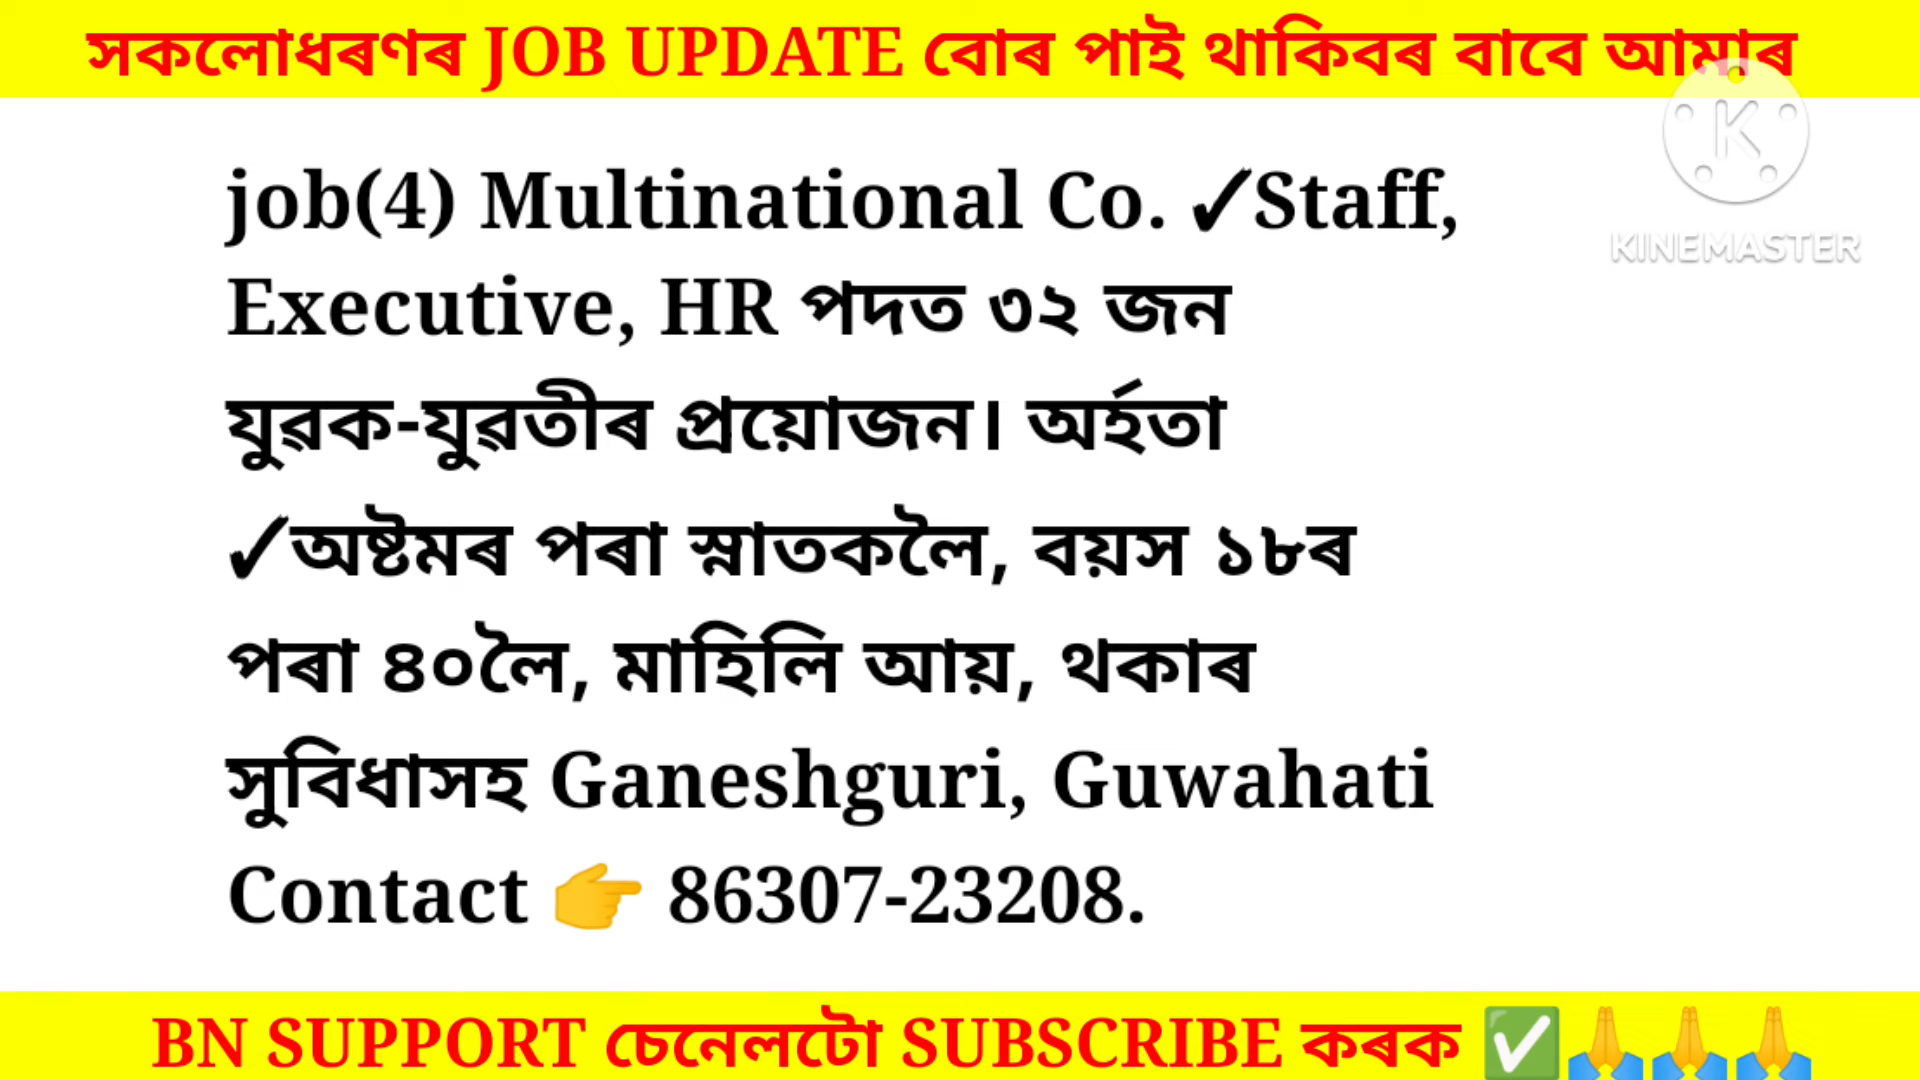 সকলোধৰণৰ JOB UPDATE বোৰ পাই থাকিবৰ বাবে আমাৰ
KINEMASTER
job(4) Multinational Co. ✓Staff,
Executive, HR পদত ৩২ জন
যুৱক-যুৱতীৰ প্ৰয়োজন। অৰ্হতা
✓অষ্টমৰ পৰা স্নাতকলৈ, বয়স ১৮ৰ
পৰা ৪০লৈ, মাহিলি আয়, থকাৰ
সুবিধাসহ Ganeshguri, Guwahati
Contact 👉 86307-23208.
BN SUPPORT চেনেলটো SUBSCRIBE কৰক ✅🙏🙏🙏